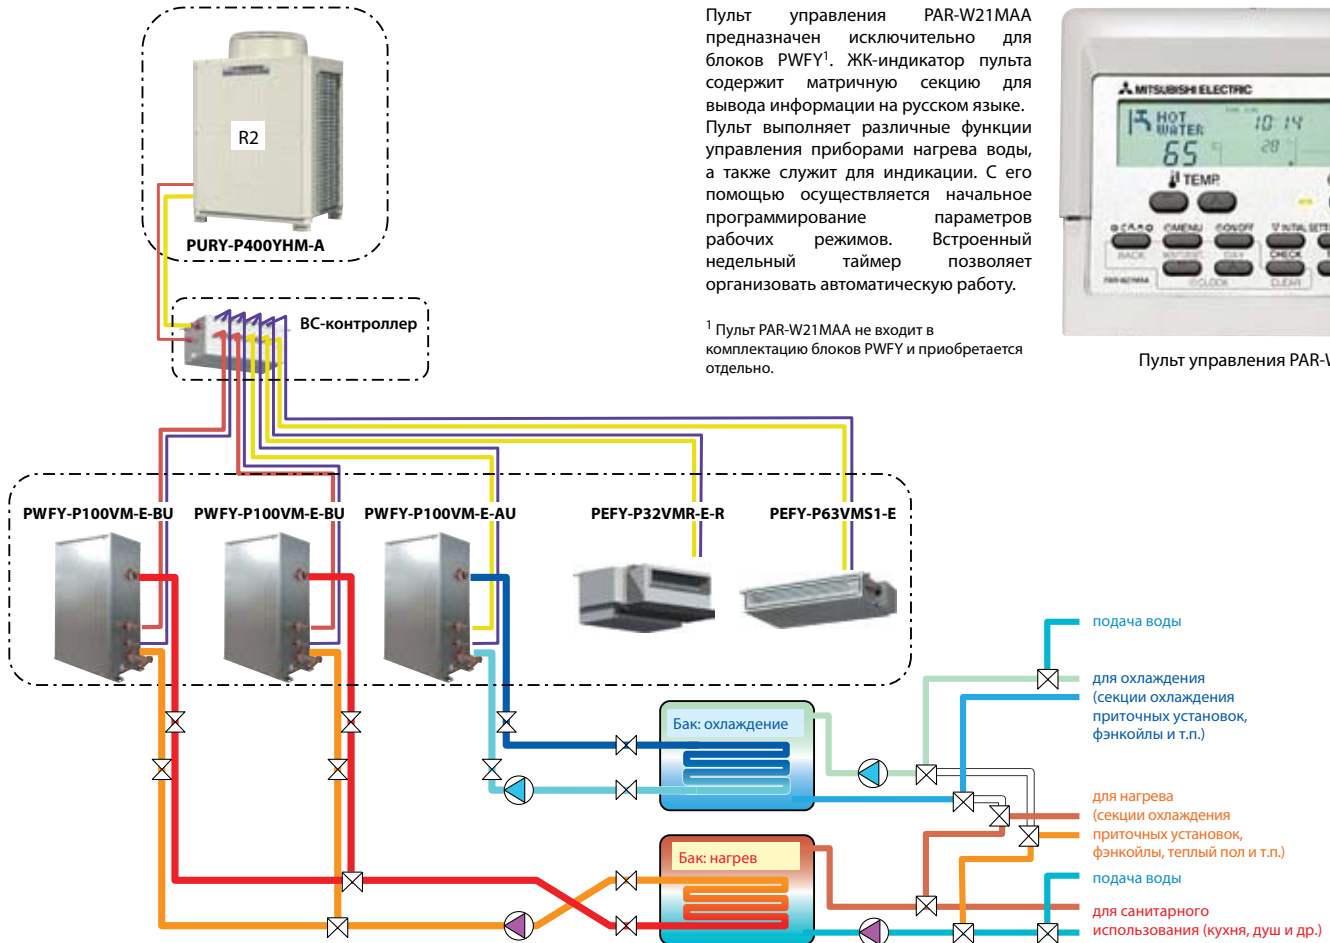 R2
PURY-P400YHM-A
BC-контроллер
Пульт управления PAR-W21MAA
предназначен исключительно для
блоков PWFY1. ЖК-индикатор пульта
содержит матричную секцию для
вывода информации на русском языке.
Пульт выполняет различные функции
управления приборами нагрева воды,
а также служит для индикации. С его
помощью осуществляется начальное
программирование параметров
рабочих режимов. Встроенный
недельный таймер позволяет
организовать автоматическую работу.
1 Пульт PAR-W21MAA не входит в
комплектацию блоков PWFY и приобретается
отдельно.
MITSUBISHI ELECTRIC
HOT
WATER
10:14
65
28
TEMP.
MENU ON/OFF INITIAL
BACK CHECK
CLOCK CLEAR
Пульт управления PAR-W
PWFY-P100VM-E-BU PWFY-P100VM-E-BU PWFY-P100VM-E-AU PEFY-P32VMR-E-R PEFY-P63VMS1-E
Бак: охлаждение
Бак: нагрев
подача воды
для охлаждения
(секции охлаждения
приточных установок,
фэнкойлы и т.п.)
для нагрева
(секции охлаждения
приточных установок,
фэнкойлы, теплый пол и т.п.)
подача воды
для санитарного
использования (кухня, душ и др.)